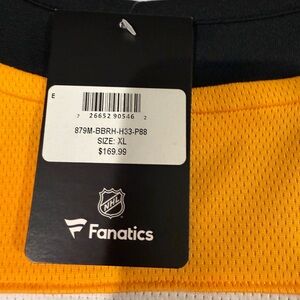 E
7 26652 90546 2
879M-BBRH-H33-P88
SIZE: XL
$169.99
NHL
Fanatics